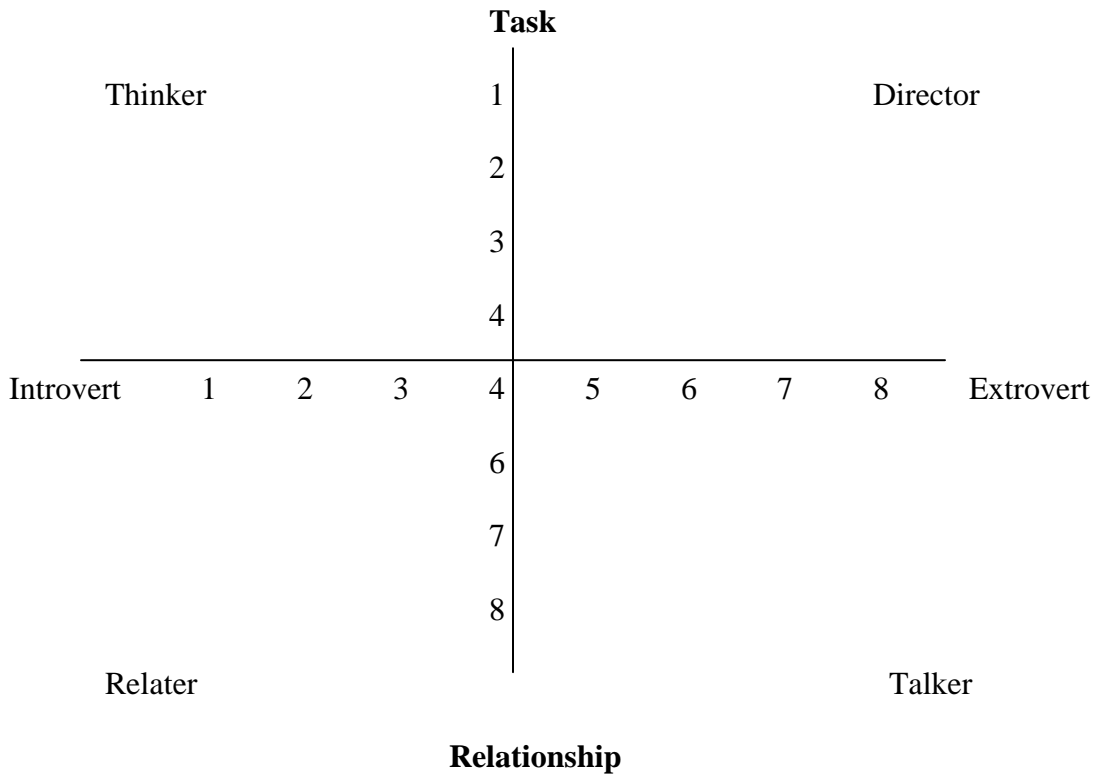 Task
Thinker 1 Director
2
3
4
Introvert 1 2 3 4 5 6 7 8 Extrovert
6
7
8
Relater Talker
Relationship